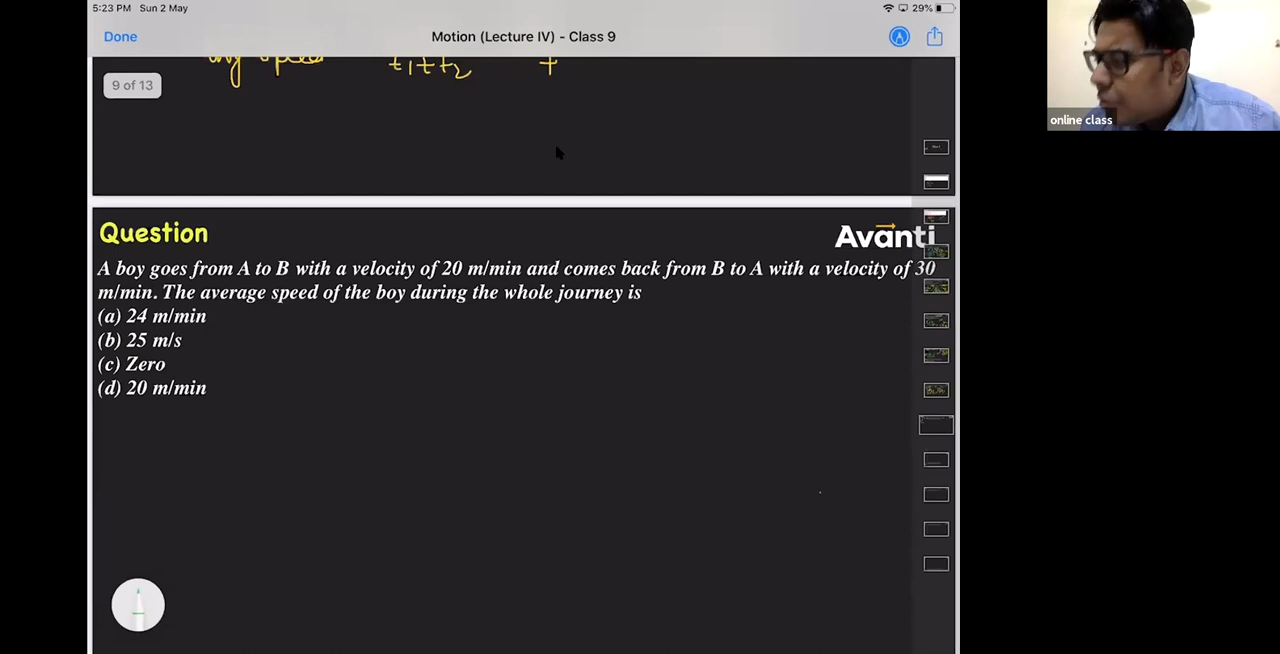 5:23 PM Sun 2 May
29%
Done
Motion (Lecture IV) - Class 9
t₁+t₂
9 of 13
online class
Question
Avanti
A boy goes from A to B with a velocity of 20 m/min and comes back from B to A with a velocity of 30
m/min. The average speed of the boy during the whole journey is
(a) 24 m/min
(b) 25 m/s
(c) Zero
(d) 20 m/min